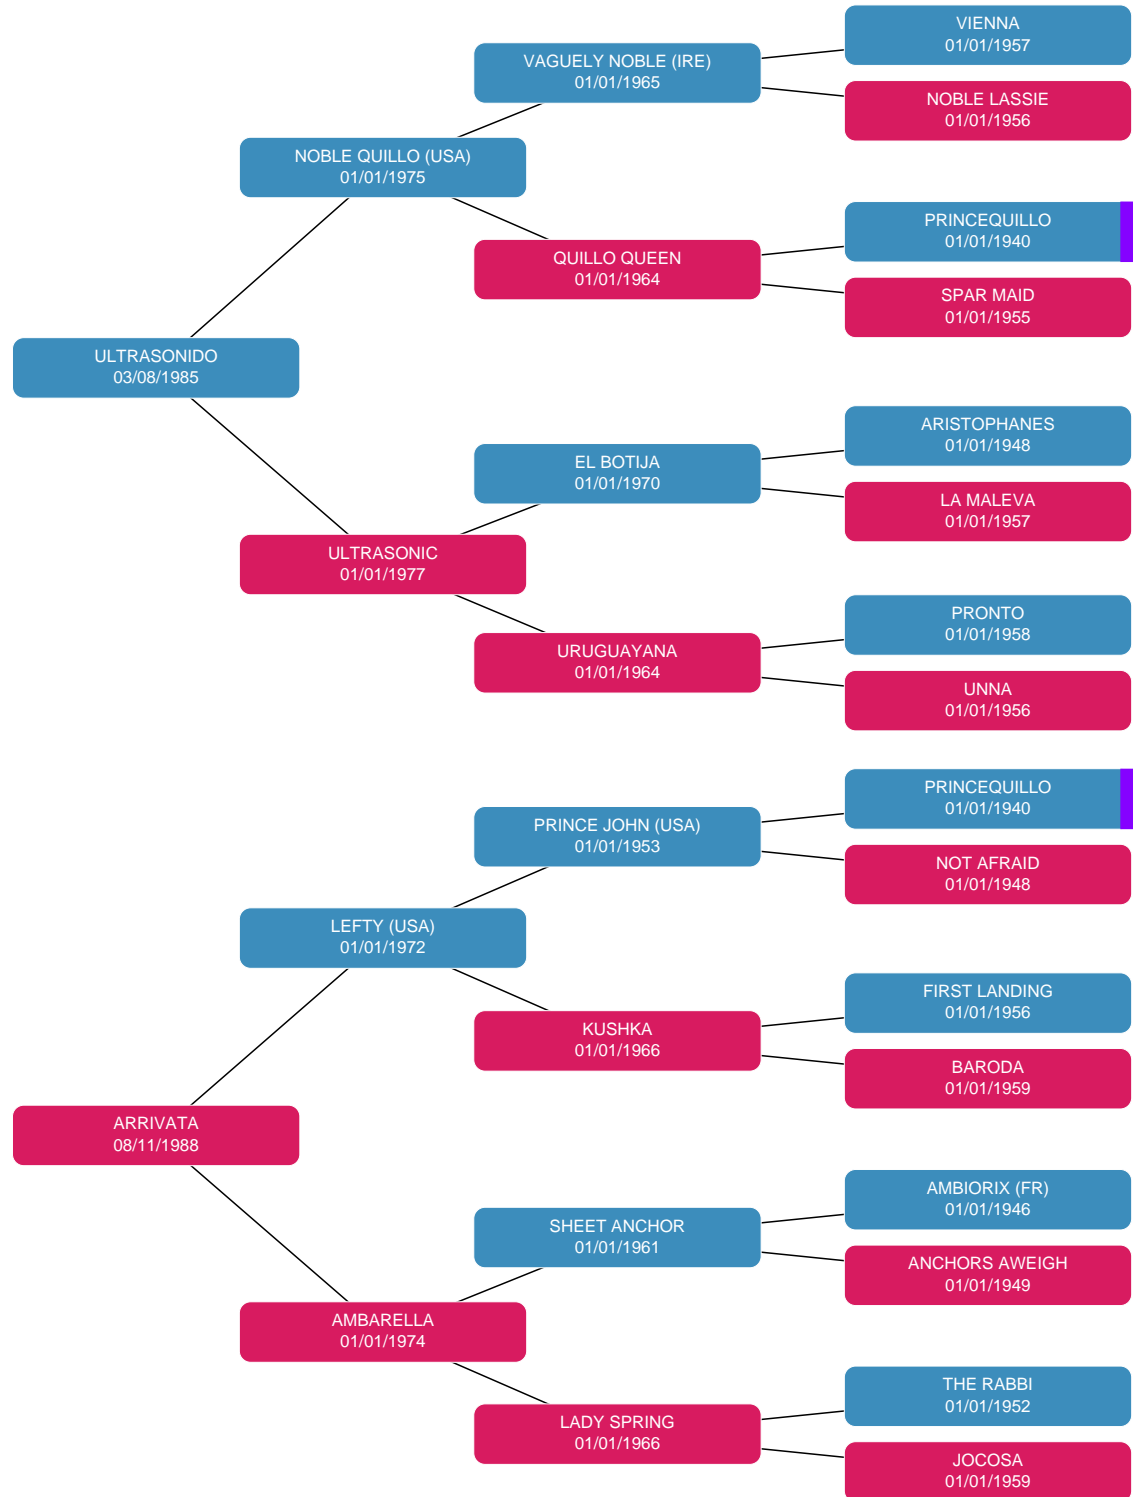 VIENNA
01/01/1957
VAGUELY NOBLE (IRE)
01/01/1965
NOBLE LASSIE
01/01/1956
NOBLE QUILLO (USA)
01/01/1975
PRINCEQUILLO
01/01/1940
QUILLO QUEEN
01/01/1964
SPAR MAID
01/01/1955
ULTRASONIDO
03/08/1985
ARISTOPHANES
01/01/1948
EL BOTIJA
01/01/1970
LA MALEVA
01/01/1957
ULTRASONIC
01/01/1977
PRONTO
01/01/1958
URUGUAYANA
01/01/1964
UNNA
01/01/1956
PRINCEQUILLO
01/01/1940
PRINCE JOHN (USA)
01/01/1953
NOT AFRAID
01/01/1948
LEFTY (USA)
01/01/1972
FIRST LANDING
01/01/1956
KUSHKA
01/01/1966
BARODA
01/01/1959
ARRIVATA
08/11/1988
AMBIORIX (FR)
01/01/1946
SHEET ANCHOR
01/01/1961
ANCHORS AWEIGH
01/01/1949
AMBARELLA
01/01/1974
THE RABBI
01/01/1952
LADY SPRING
01/01/1966
JOCOSA
01/01/1959